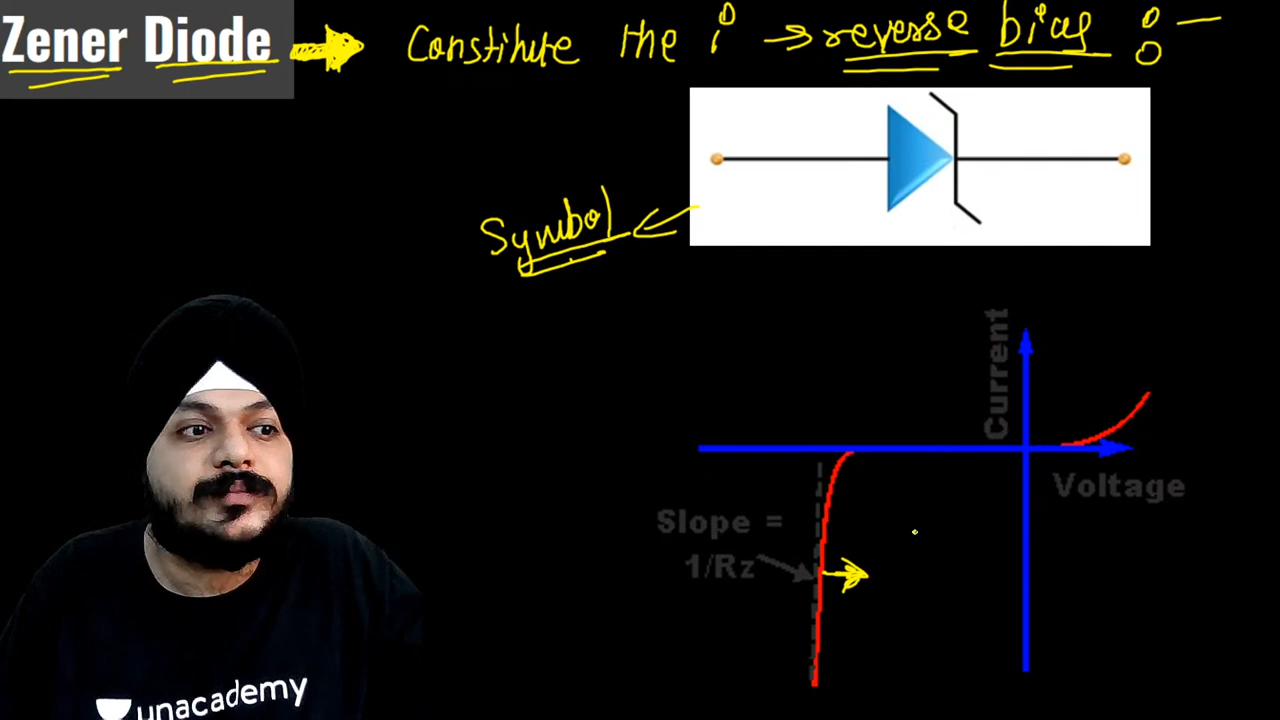 Zener Diode → Constitute the i → reverse bias :-
Symbol
Current
Voltage
Slope =
1/Rz
unacademy